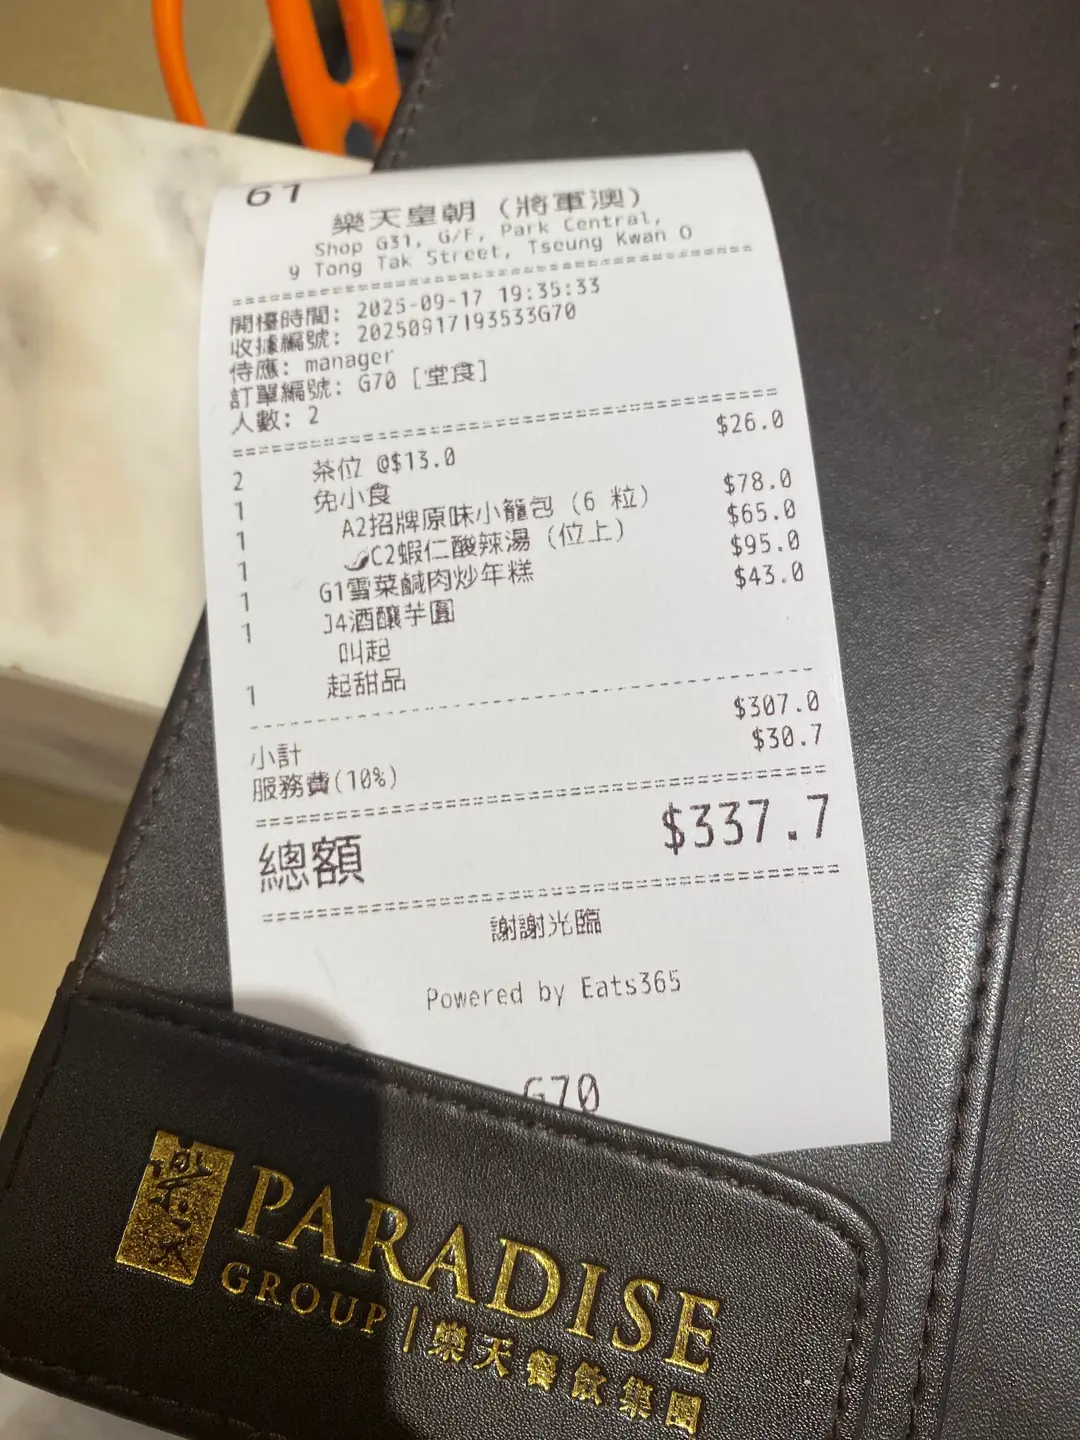 61
樂天皇朝 (將軍澳)
Shop G31, G/F, Park Central,
9 Tong Tak Street, Tseung Kwan O
開檯時間: 2025-09-17 19:35:33
收據編號: 20250917193533G70
侍應: manager
訂單編號: G70 [堂食]
人數: 2
2 茶位 @$13.0 $26.0
1 免小食
1 A2招牌原味小籠包 (6 粒) $78.0
1 🌶C2蝦仁酸辣湯 (位上) $65.0
1 G1雪菜鹹肉炒年糕 $95.0
1 J4酒釀芋圓 $43.0
叫起
1 起甜品
小計 $307.0
服務費(10%) $30.7
總額 $337.7
謝謝光臨
Powered by Eats365
G70
樂天
PARADISE
GROUP | 樂天餐飲集團